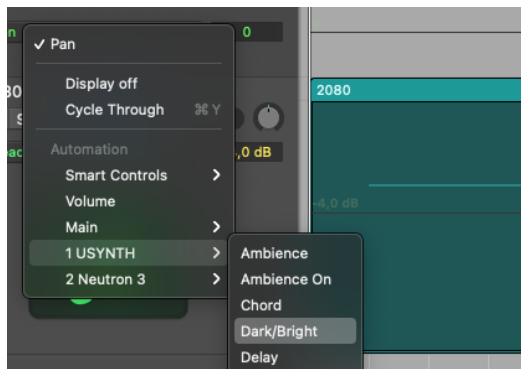 0
✓ Pan
Display off
Cycle Through ⌘ Y
2080
Automation
,0 dB
Smart Controls >
Volume
-4,0 dB
Main >
1 USYNTH >
2 Neutron 3 >
Ambience
Ambience On
Chord
Dark/Bright
Delay